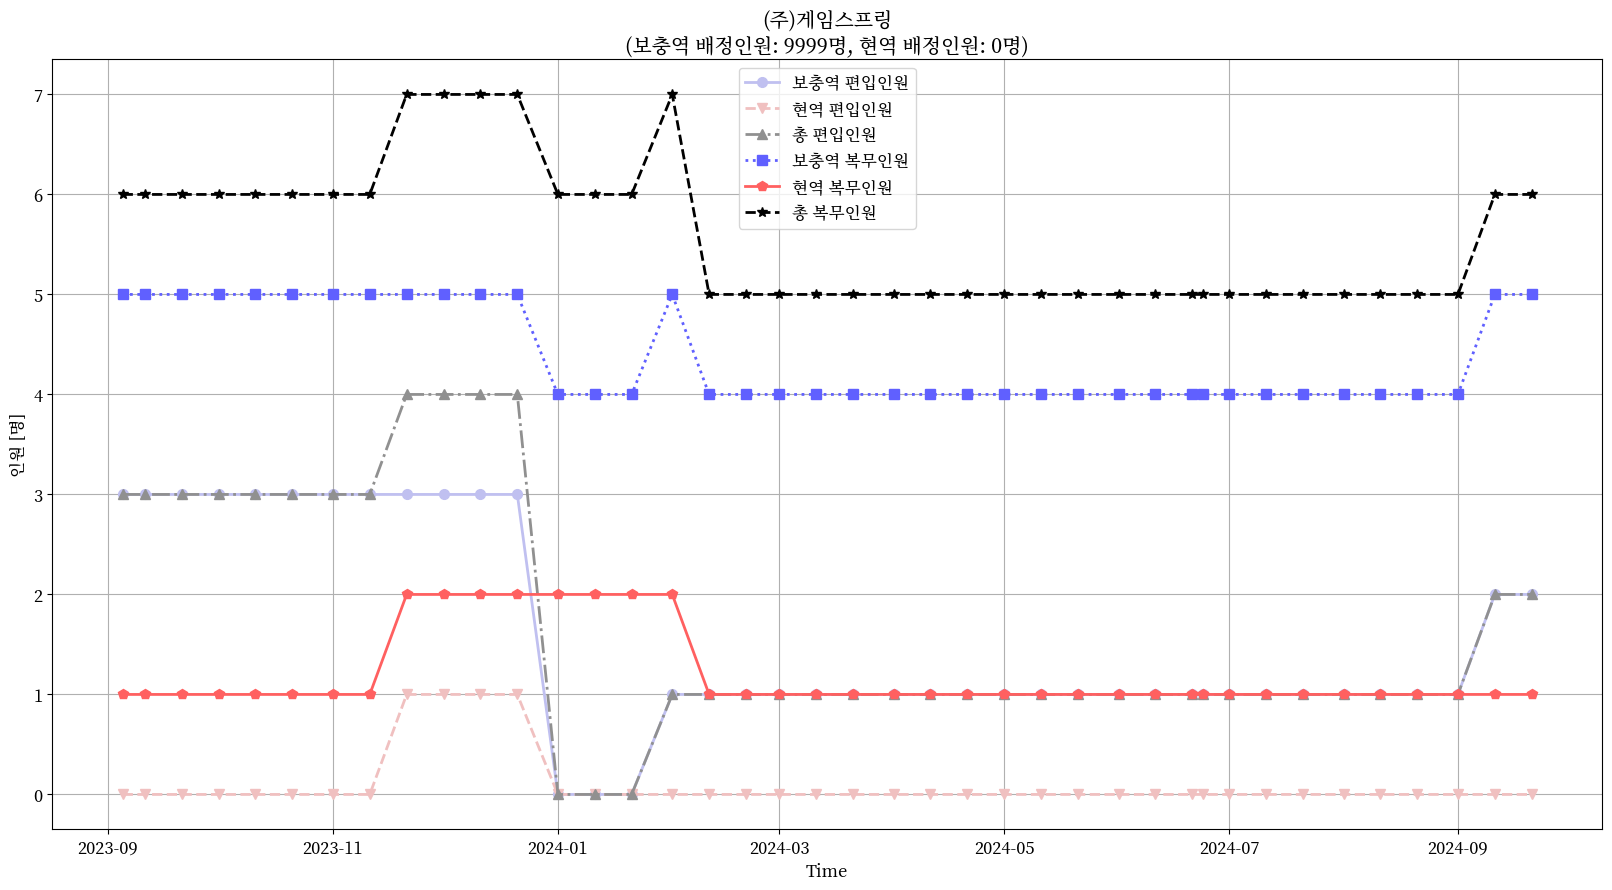 (주)게임스프링
(보충역 배정인원: 9999명, 현역 배정인원: 0명)
보충역 편입인원
현역 편입인원
총 편입인원
보충역 복무인원
현역 복무인원
총 복무인원
인원 [명]
7
6
5
4
3
2
1
0
2023-09
2023-11
2024-01
2024-03
2024-05
2024-07
2024-09
Time